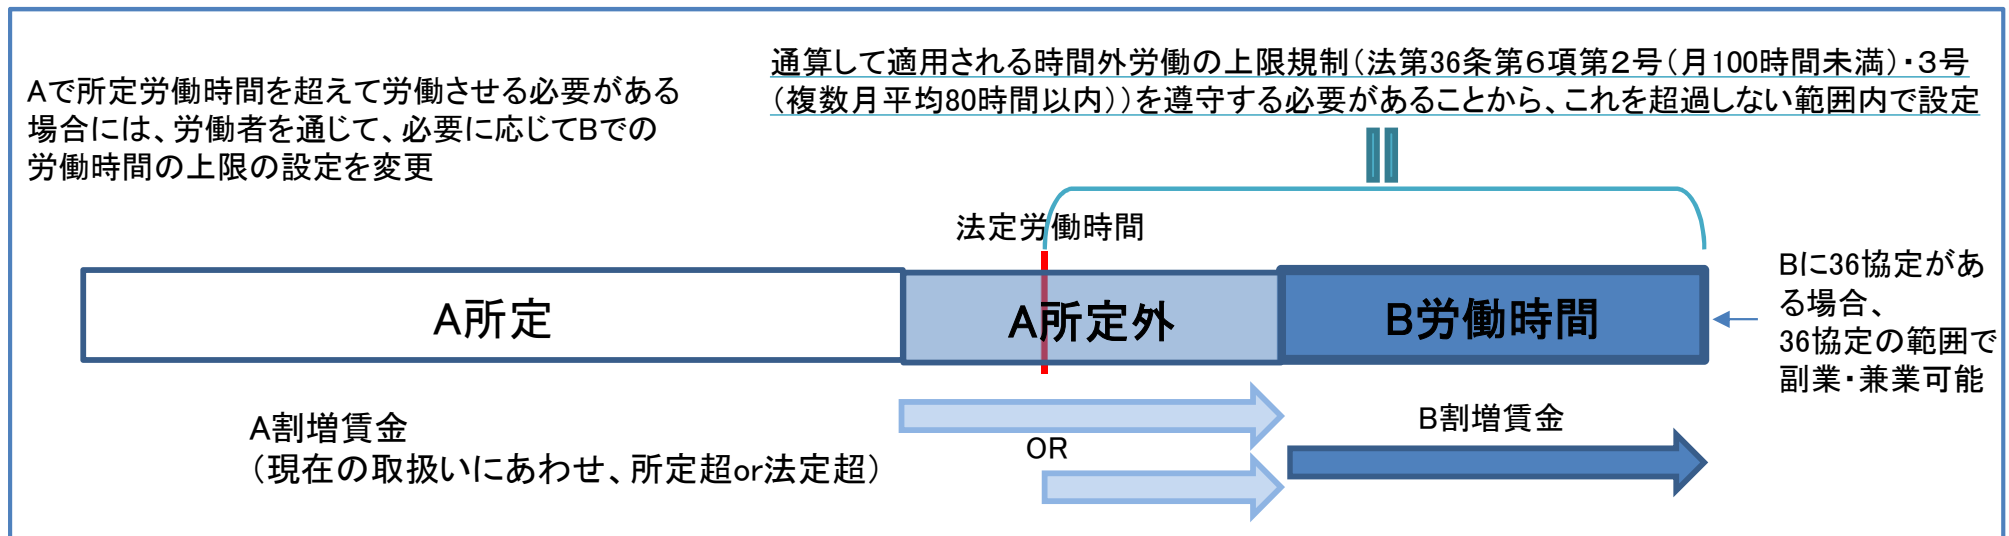 Aで所定労働時間を超えて労働させる必要がある
場合には、労働者を通じて、必要に応じてBでの
労働時間の上限の設定を変更
通算して適用される時間外労働の上限規制（法第36条第６項第２号（月100時間未満）・３号
（複数月平均80時間以内））を遵守する必要があることから、これを超過しない範囲内で設定
法定労働時間
A所定
A所定外
B労働時間
Bに36協定があ
る場合、
36協定の範囲で
副業・兼業可能
A割増賃金
（現在の取扱いにあわせ、所定超or法定超）
OR
B割増賃金